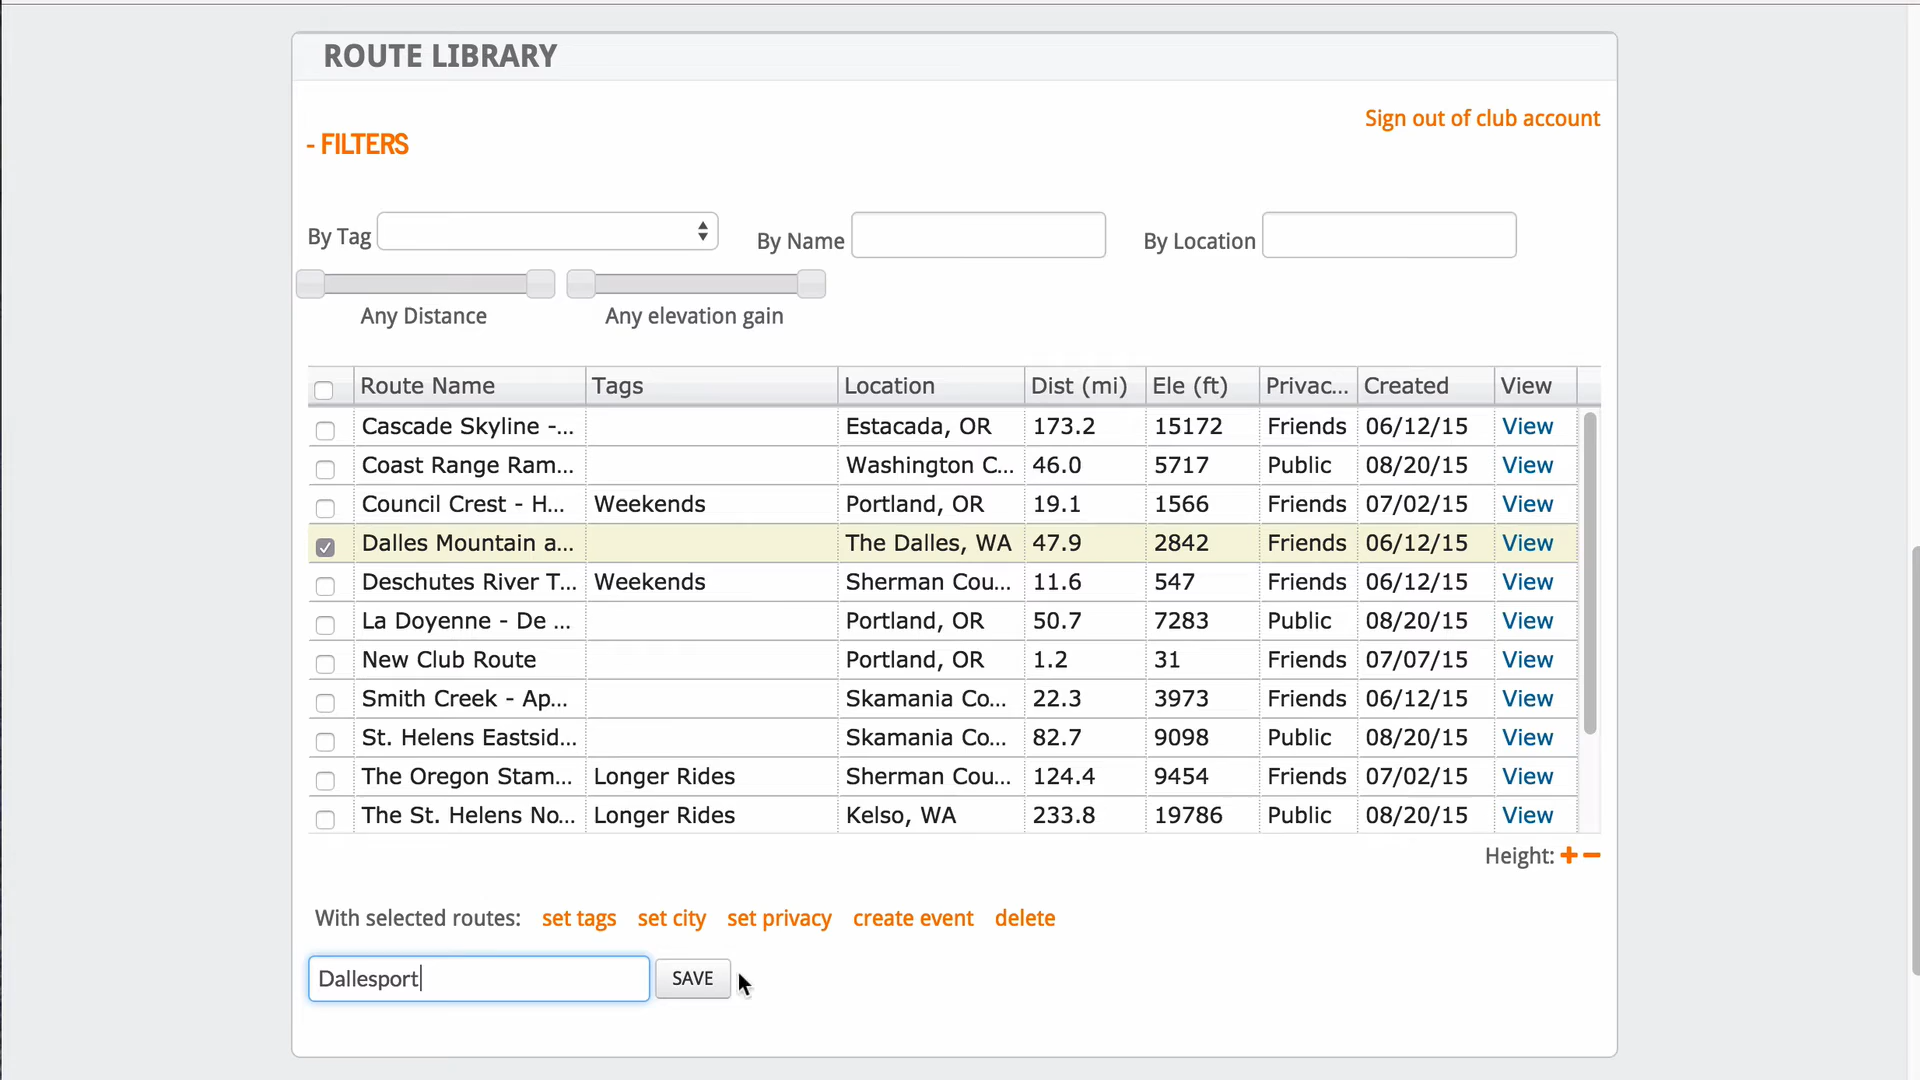 ROUTE LIBRARY
Sign out of club account
- FILTERS
By Tag By Name By Location
Any Distance Any elevation gain
Route Name Tags Location Dist (mi) Ele (ft) Privac... Created View
Cascade Skyline -... Estacada, OR 173.2 15172 Friends 06/12/15 View
Coast Range Ram... Washington C... 46.0 5717 Public 08/20/15 View
Council Crest - H... Weekends Portland, OR 19.1 1566 Friends 07/02/15 View
Dalles Mountain a... The Dalles, WA 47.9 2842 Friends 06/12/15 View
Deschutes River T... Weekends Sherman Cou... 11.6 547 Friends 06/12/15 View
La Doyenne - De ... Portland, OR 50.7 7283 Public 08/20/15 View
New Club Route Portland, OR 1.2 31 Friends 07/07/15 View
Smith Creek - Ap... Skamania Co... 22.3 3973 Friends 06/12/15 View
St. Helens Eastsid... Skamania Co... 82.7 9098 Public 08/20/15 View
The Oregon Stam... Longer Rides Sherman Cou... 124.4 9454 Friends 07/02/15 View
The St. Helens No... Longer Rides Kelso, WA 233.8 19786 Public 08/20/15 View
Height: + −
With selected routes: set tags set city set privacy create event delete
Dallesport SAVE